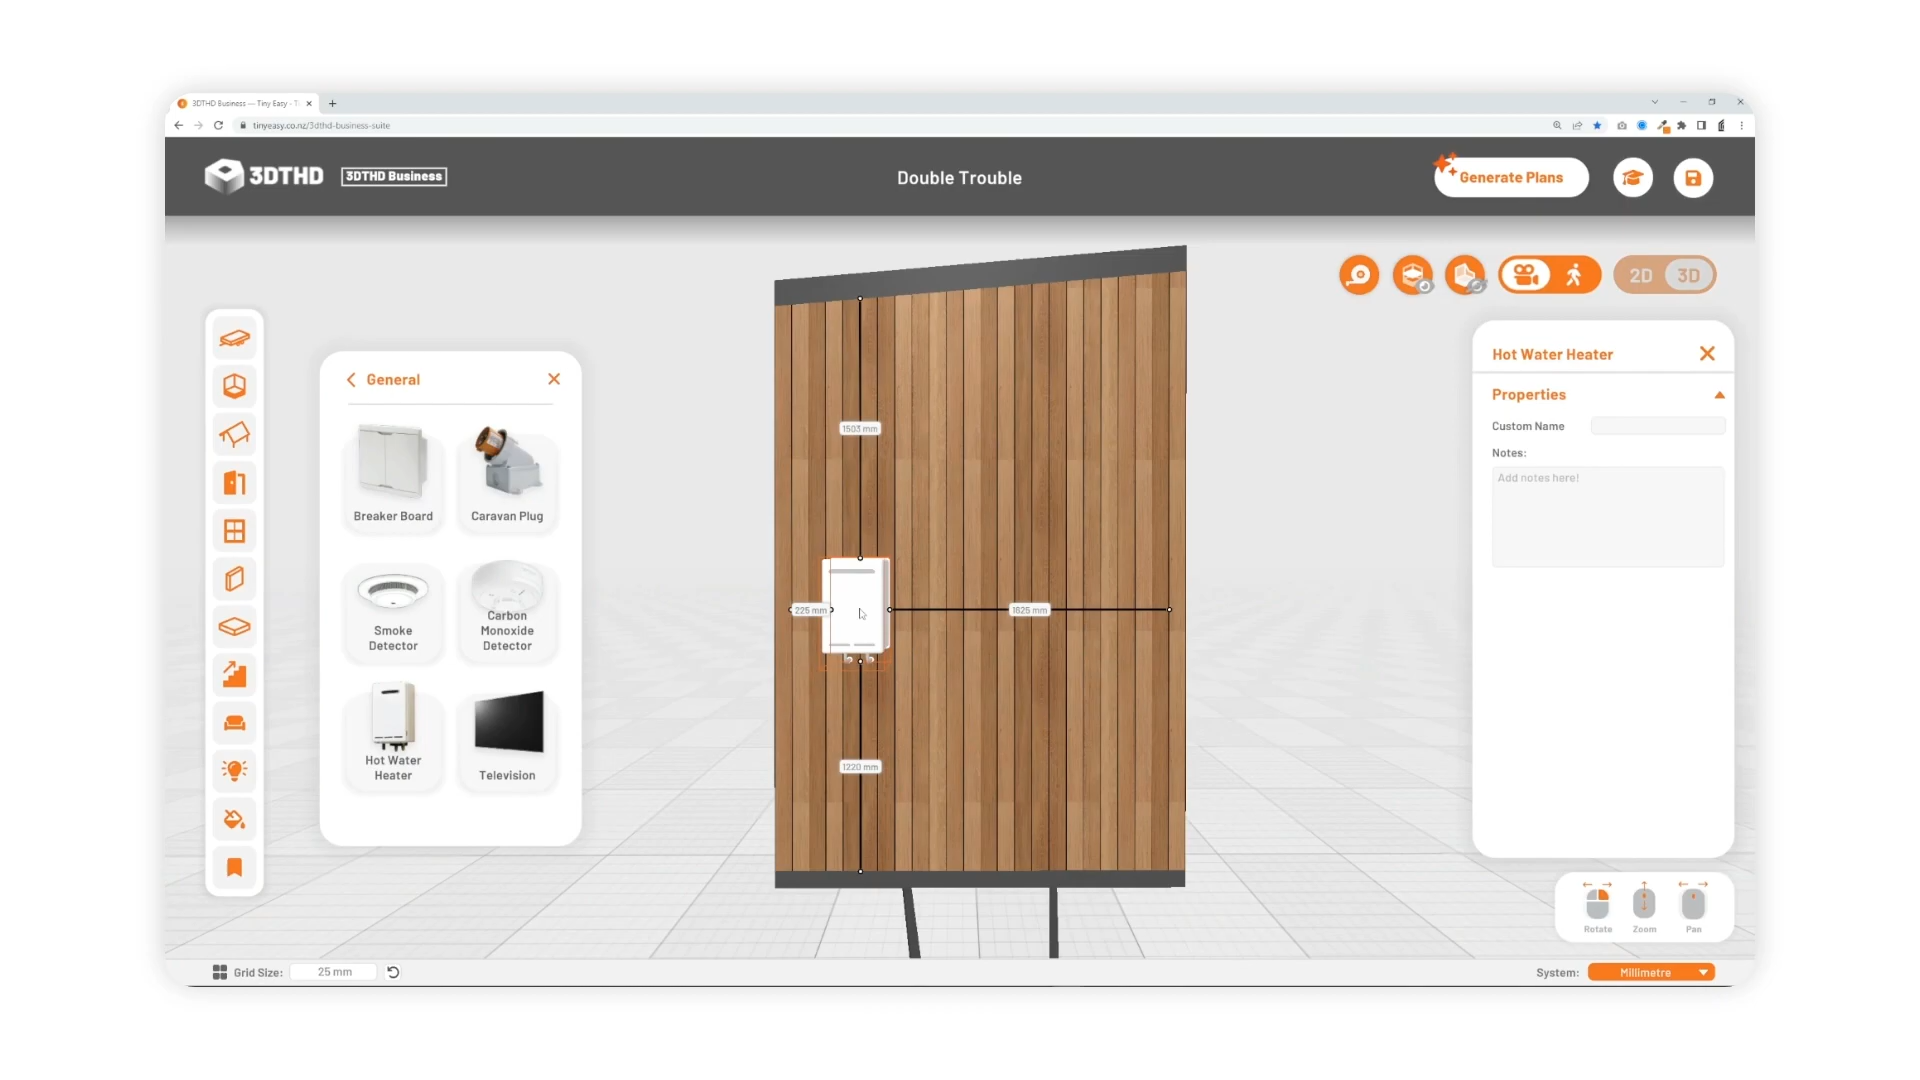 3DTHD Business — Tiny Easy - T
tinyeasy.co.nz/3dthd-business-suite
3DTHD
3DTHD Business
Double Trouble
Generate Plans
2D
3D
General
Breaker Board
Caravan Plug
Smoke
Detector
Carbon
Monoxide
Detector
Hot Water
Heater
Television
1503 mm
225 mm
1825 mm
1220 mm
Hot Water Heater
Properties
Custom Name
Notes:
Add notes here!
Rotate
Zoom
Pan
Grid Size:
25 mm
System:
Millimetre